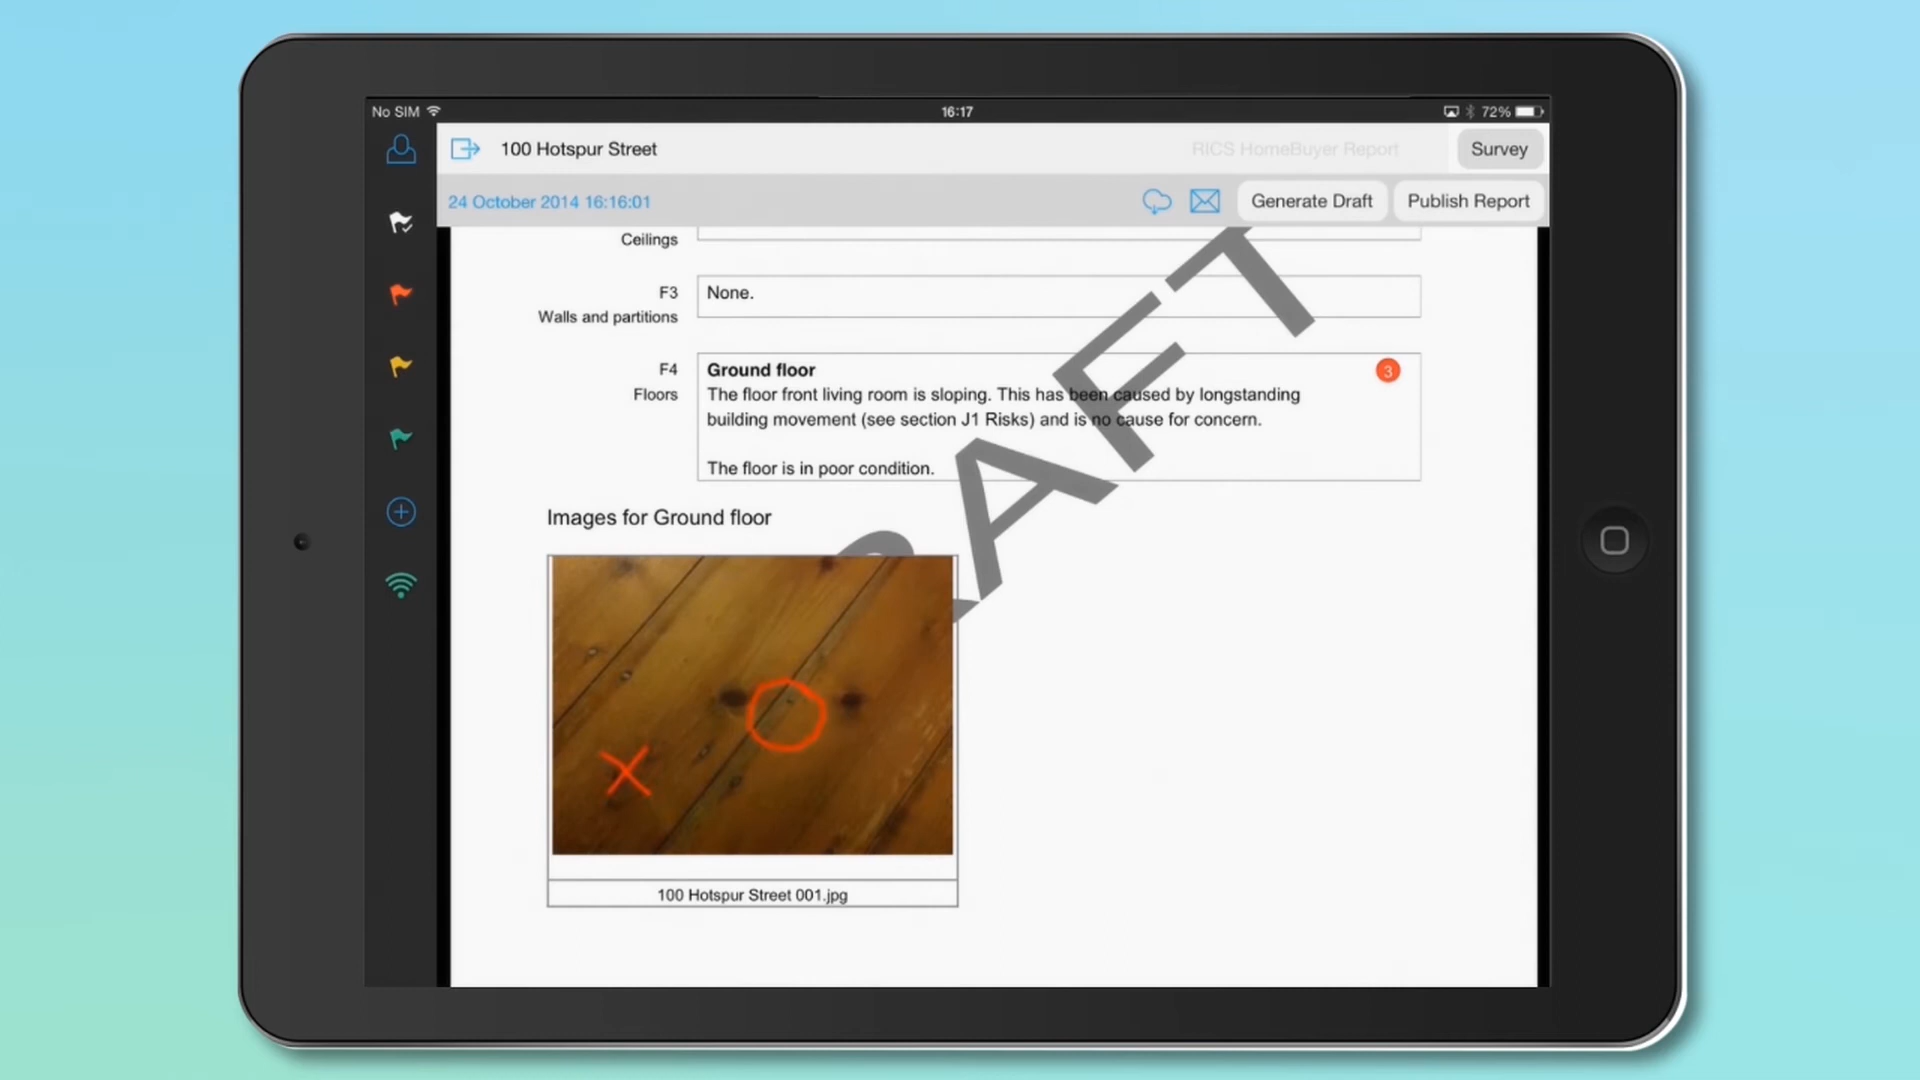 No SIM 16:17 72%
100 Hotspur Street RICS HomeBuyer Report Survey
24 October 2014 16:16:01 Generate Draft Publish Report
Ceilings
F3 None.
Walls and partitions
F4 Ground floor 3
Floors The floor front living room is sloping. This has been caused by longstanding
building movement (see section J1 Risks) and is no cause for concern.
The floor is in poor condition.
Images for Ground floor
RAFT
100 Hotspur Street 001.jpg